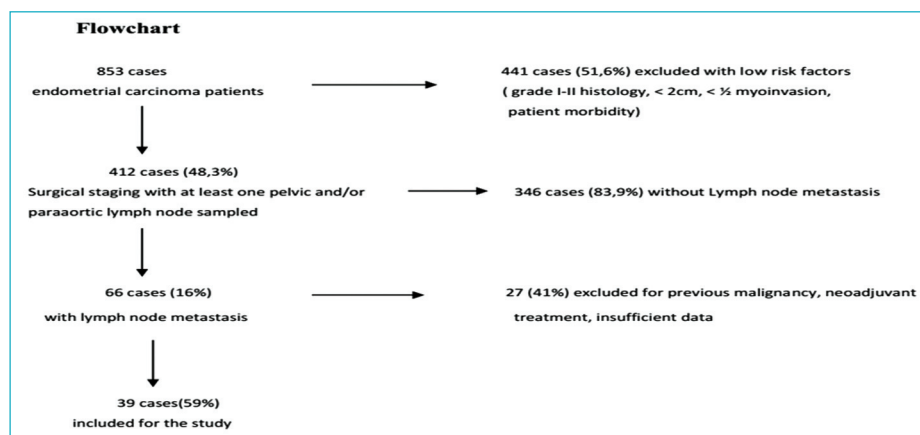 Flowchart
853 cases
endometrial carcinoma patients
441 cases (51,6%) excluded with low risk factors
( grade I-II histology, < 2cm, < ½ myoinvasion,
patient morbidity)
412 cases (48,3%)
Surgical staging with at least one pelvic and/or
paraaortic lymph node sampled
346 cases (83,9%) without Lymph node metastasis
66 cases (16%)
with lymph node metastasis
27 (41%) excluded for previous malignancy, neoadjuvant
treatment, insufficient data
39 cases(59%)
included for the study